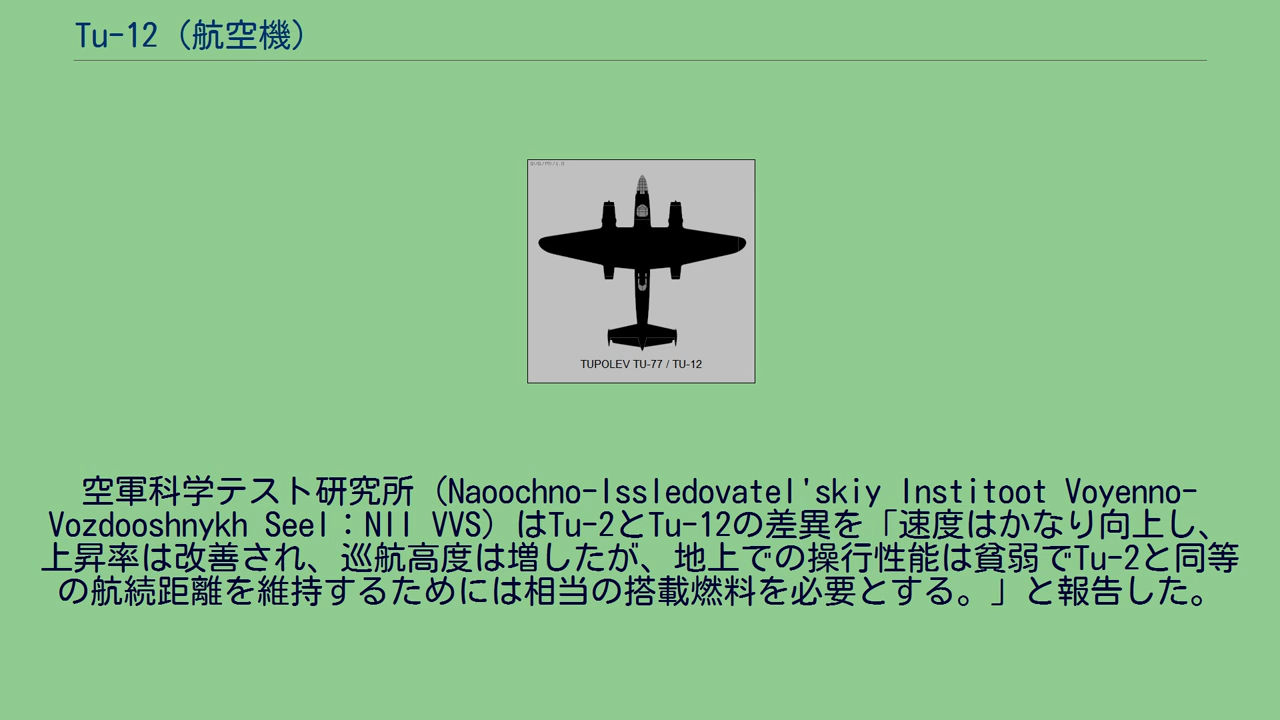 Tu-12（航空機）
TUPOLEV TU-77 / TU-12
空軍科学テスト研究所（Naoochno-Issledovatel'skiy Institoot Voyenno-
Vozdooshnykh Seel：NII VVS）はTu-2とTu-12の差異を「速度はかなり向上し、
上昇率は改善され、巡航高度は増したが、地上での操行性能は貧弱でTu-2と同等
の航続距離を維持するためには相当の搭載燃料を必要とする。」と報告した。